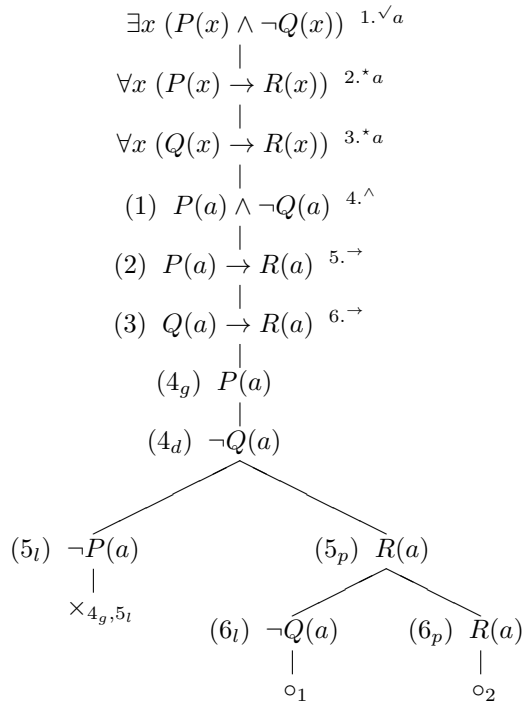 ∃x (P(x) ∧ ¬Q(x)) 1.√a
∀x (P(x) → R(x)) 2.⋆a
∀x (Q(x) → R(x)) 3.⋆a
(1) P(a) ∧ ¬Q(a) 4.∧
(2) P(a) → R(a) 5.→
(3) Q(a) → R(a) 6.→
(4g) P(a)
(4d) ¬Q(a)
(5l) ¬P(a) (5p) R(a)
×4g,5l
(6l) ¬Q(a) (6p) R(a)
∘1 ∘2